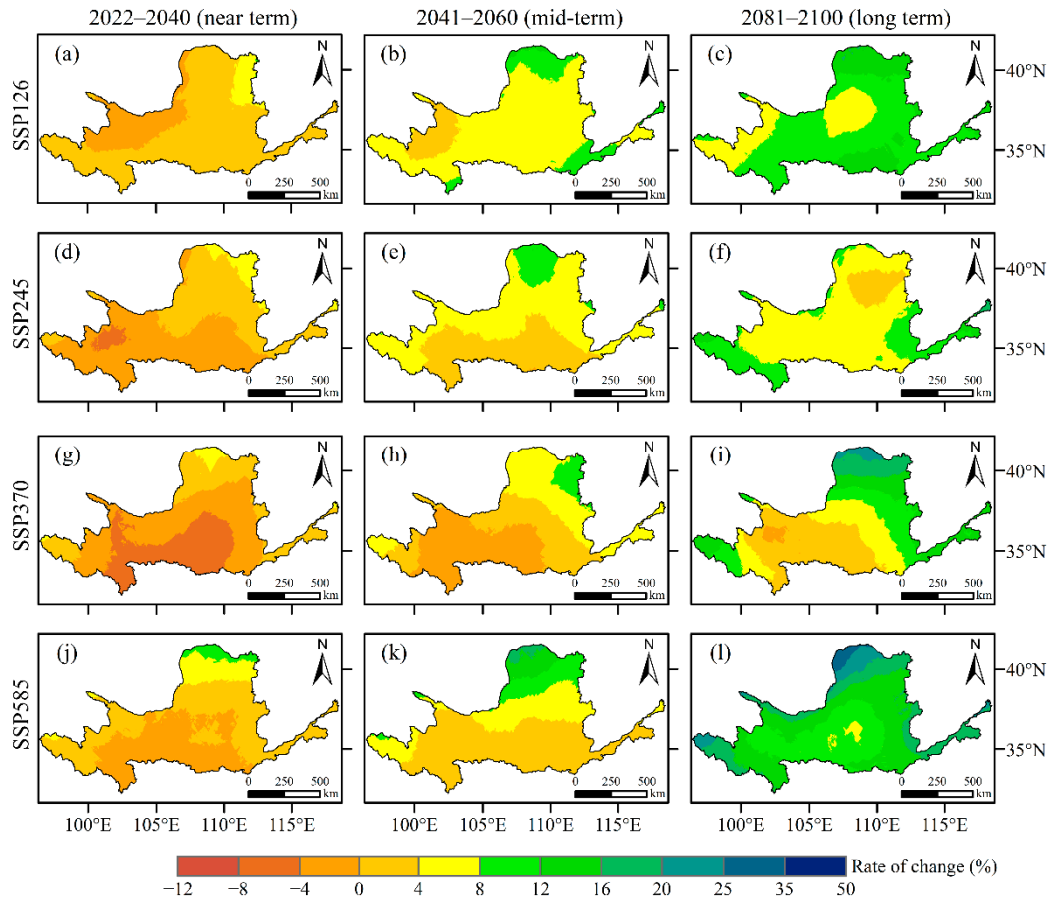 2022–2040 (near term) 2041–2060 (mid-term) 2081–2100 (long term)
SSP126
(a) N 0 250 500 km
(b) N 0 250 500 km
(c) N 0 250 500 km
40°N
35°N
SSP245
(d) N 0 250 500 km
(e) N 0 250 500 km
(f) N 0 250 500 km
40°N
35°N
SSP370
(g) N 0 250 500 km
(h) N 0 250 500 km
(i) N 0 250 500 km
40°N
35°N
SSP585
(j) N 0 250 500 km
(k) N 0 250 500 km
(l) N 0 250 500 km
40°N
35°N
100°E 105°E 110°E 115°E 100°E 105°E 110°E 115°E 100°E 105°E 110°E 115°E
Rate of change (%)
−12 −8 −4 0 4 8 12 16 20 25 35 50